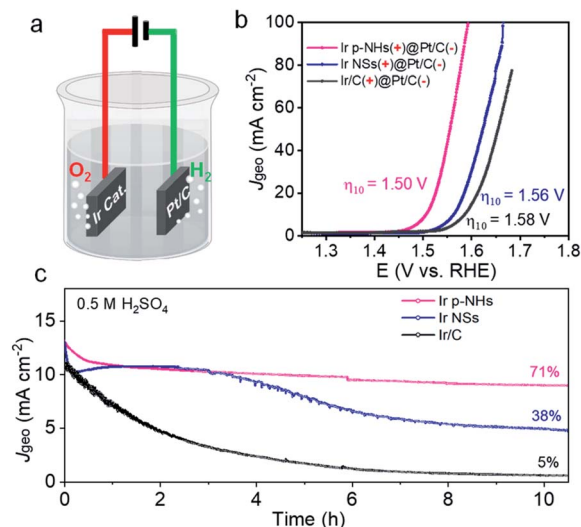 a
O₂
H₂
Ir Cat.
Pt/C
b
Ir p-NHs(+)@Pt/C(-)
Ir NSs(+)@Pt/C(-)
Ir/C(+)@Pt/C(-)
η₁₀ = 1.50 V
η₁₀ = 1.56 V
η₁₀ = 1.58 V
100
80
60
40
20
0
1.3 1.4 1.5 1.6 1.7 1.8
J_geo (mA cm⁻²)
E (V vs. RHE)
c
0.5 M H₂SO₄
Ir p-NHs
Ir NSs
Ir/C
71%
38%
5%
15
10
5
0
0 2 4 6 8 10
J_geo (mA cm⁻²)
Time (h)